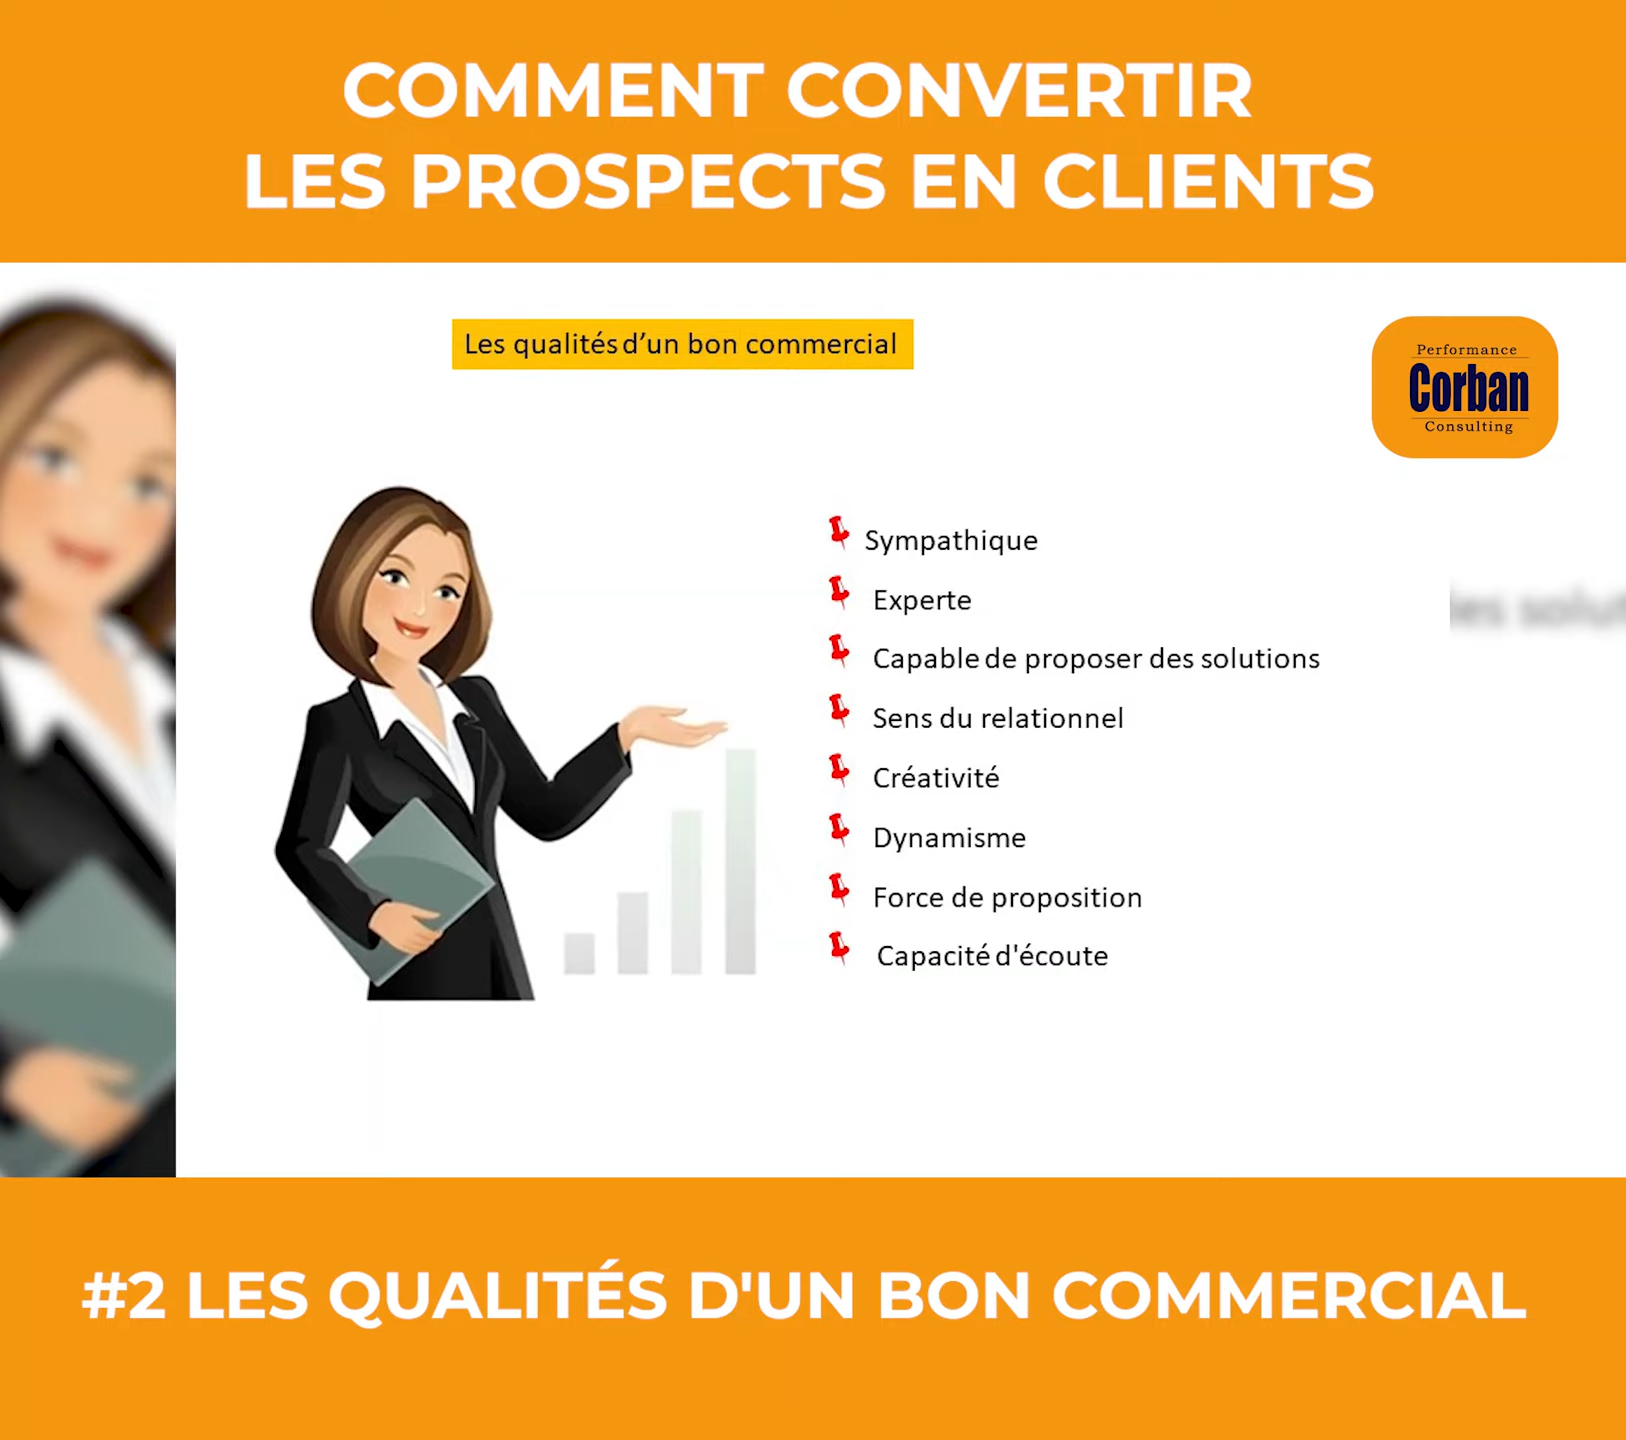 COMMENT CONVERTIR
LES PROSPECTS EN CLIENTS
Les qualités d’un bon commercial
Performance
Corban
Consulting
Sympathique
Experte
Capable de proposer des solutions
Sens du relationnel
Créativité
Dynamisme
Force de proposition
Capacité d'écoute
#2 LES QUALITÉS D'UN BON COMMERCIAL